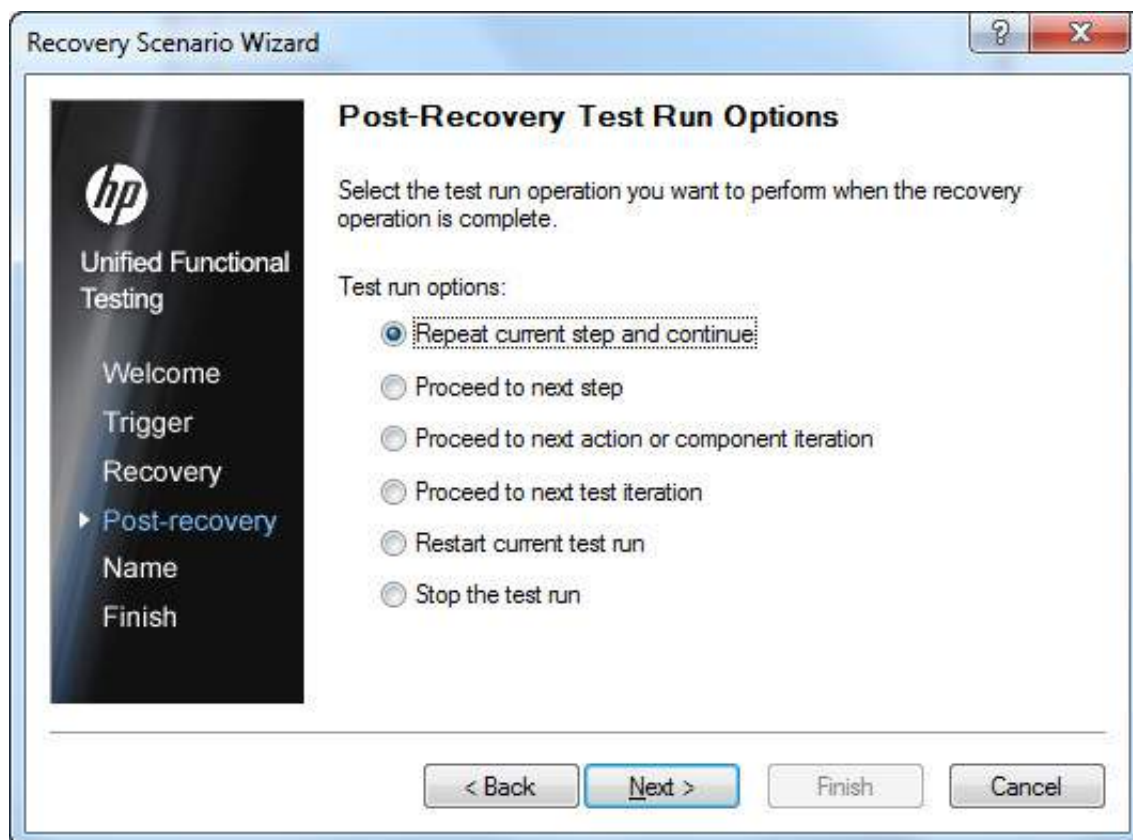 Recovery Scenario Wizard
?
X
hp
Unified Functional
Testing
Welcome
Trigger
Recovery
Post-recovery
Name
Finish
Post-Recovery Test Run Options
Select the test run operation you want to perform when the recovery
operation is complete.
Test run options:
Repeat current step and continue
Proceed to next step
Proceed to next action or component iteration
Proceed to next test iteration
Restart current test run
Stop the test run
< Back
Next >
Finish
Cancel